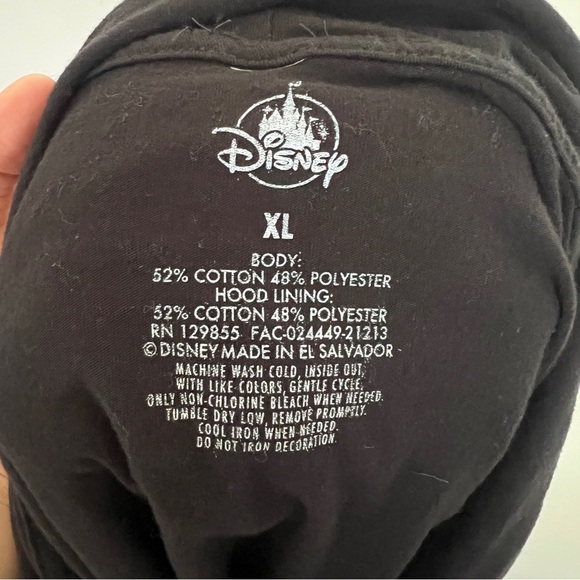 Disney
XL
BODY:
52% COTTON 48% POLYESTER
HOOD LINING:
52% COTTON 48% POLYESTER
RN 129855 FAC-024449-21213
© DISNEY MADE IN EL SALVADOR
MACHINE WASH COLD, INSIDE OUT,
WITH LIKE COLORS, GENTLE CYCLE,
ONLY NON-CHLORINE BLEACH WHEN NEEDED.
TUMBLE DRY LOW, REMOVE PROMPTLY.
COOL IRON WHEN NEEDED.
DO NOT IRON DECORATION.